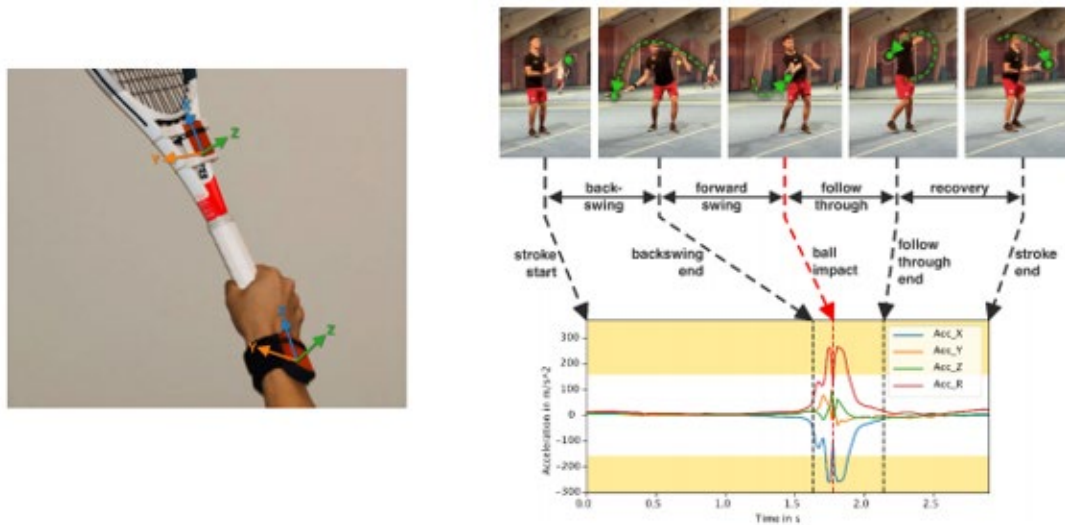 X
Z
Y
X
Z
Y
back-
swing
forward
swing
follow
through
recovery
stroke
start
backswing
end
ball
impact
follow
through
end
stroke
end
Acceleration in m/s^2
300
200
100
0
-100
-200
-300
Acc_X
Acc_Y
Acc_Z
Acc_R
0.0
0.5
1.0
1.5
2.0
2.5
Time in s